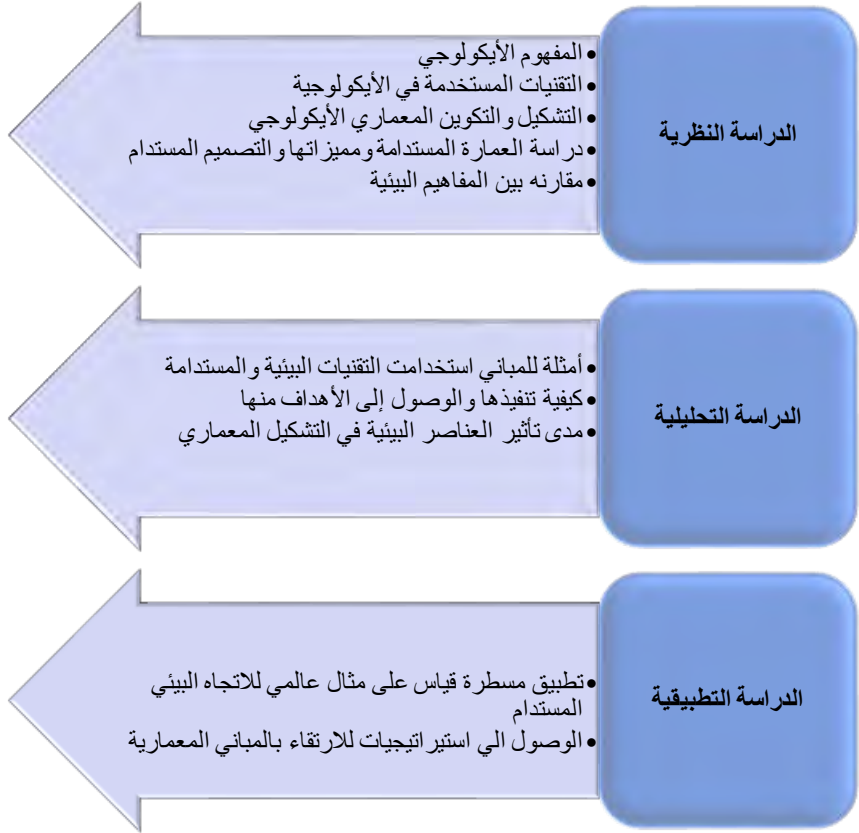 الدراسة النظرية
•المفهوم الأيكولوجي
•التقنيات المستخدمة في الأيكولوجية
•التشكيل والتكوين المعماري الأيكولوجي
•دراسة العمارة المستدامة ومميزاتها والتصميم المستدام
•مقارنه بين المفاهيم البيئية
الدراسة التحليلية
•أمثلة للمباني استخدامت التقنيات البيئية والمستدامة
•كيفية تنفيذها والوصول إلى الأهداف منها
•مدى تأثير العناصر البيئية في التشكيل المعماري
الدراسة التطبيقية
•تطبيق مسطرة قياس على مثال عالمي للاتجاه البيئي
المستدام
•الوصول الي استيراتيجيات للارتقاء بالمباني المعمارية